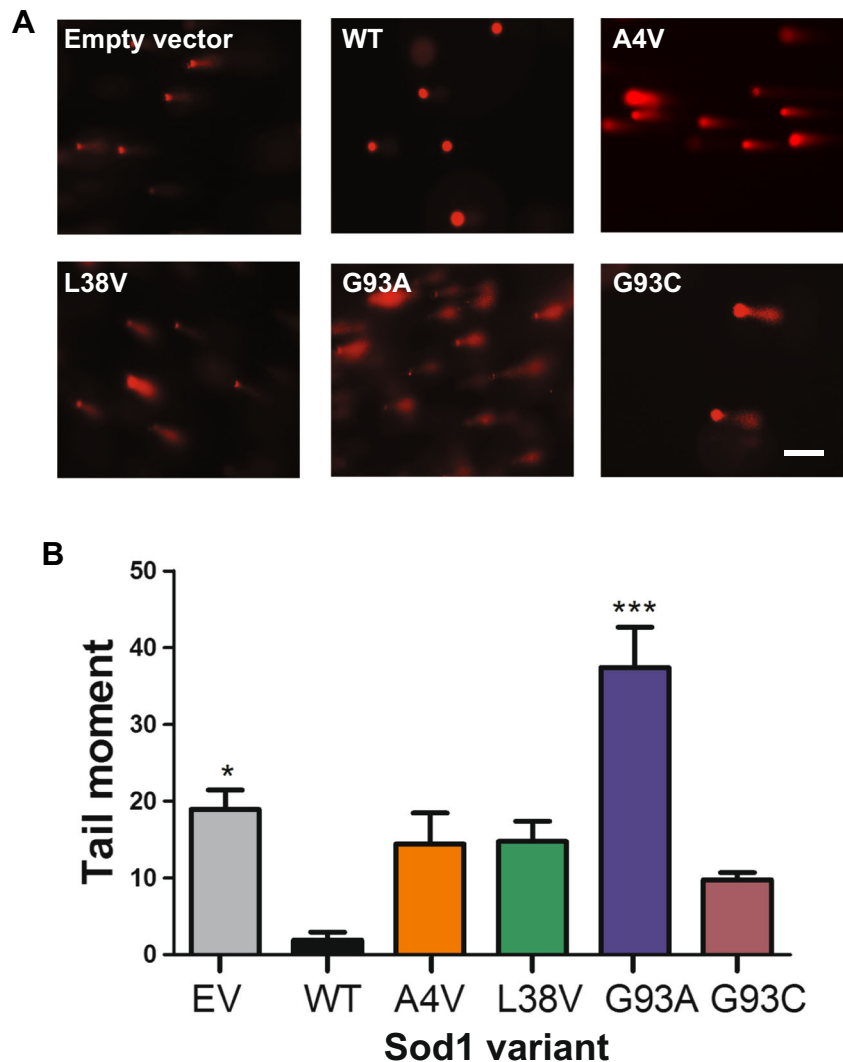 A
Empty vector
WT
A4V
L38V
G93A
G93C
B
50
40
30
20
10
0
Tail moment
*
***
EV WT A4V L38V G93A G93C
Sod1 variant